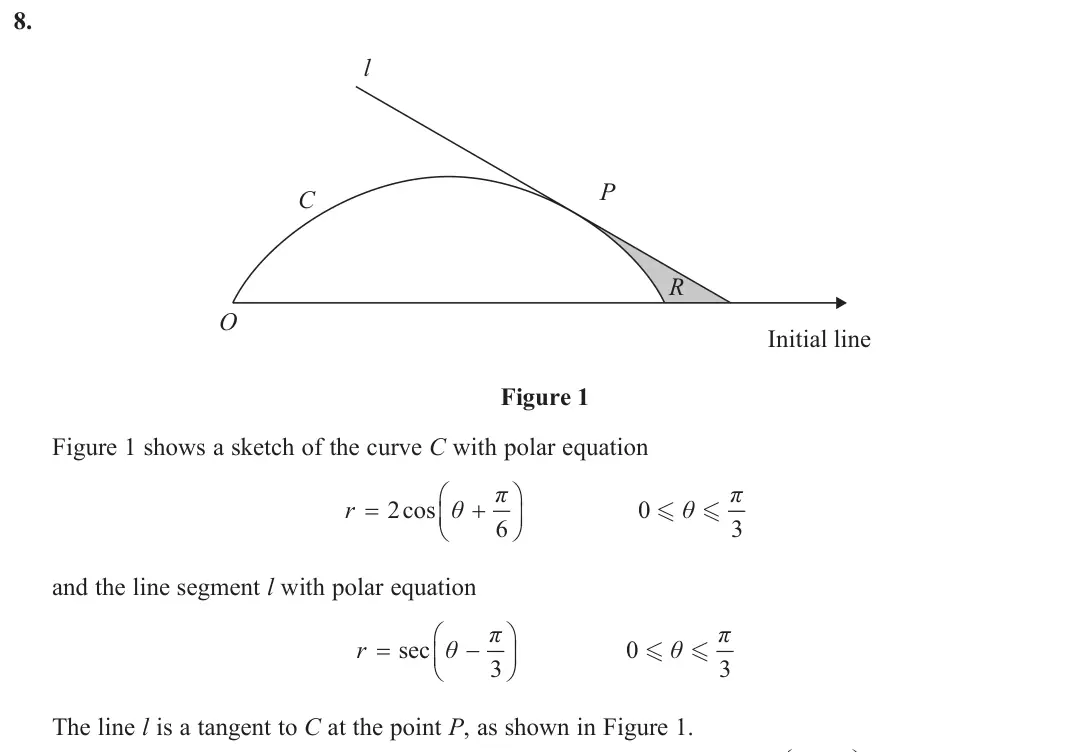 8.
l
C
P
R
O
Initial line
Figure 1
Figure 1 shows a sketch of the curve C with polar equation
r = 2cos(θ + π/6)    0 ⩽ θ ⩽ π/3
and the line segment l with polar equation
r = sec(θ − π/3)    0 ⩽ θ ⩽ π/3
The line l is a tangent to C at the point P, as shown in Figure 1.